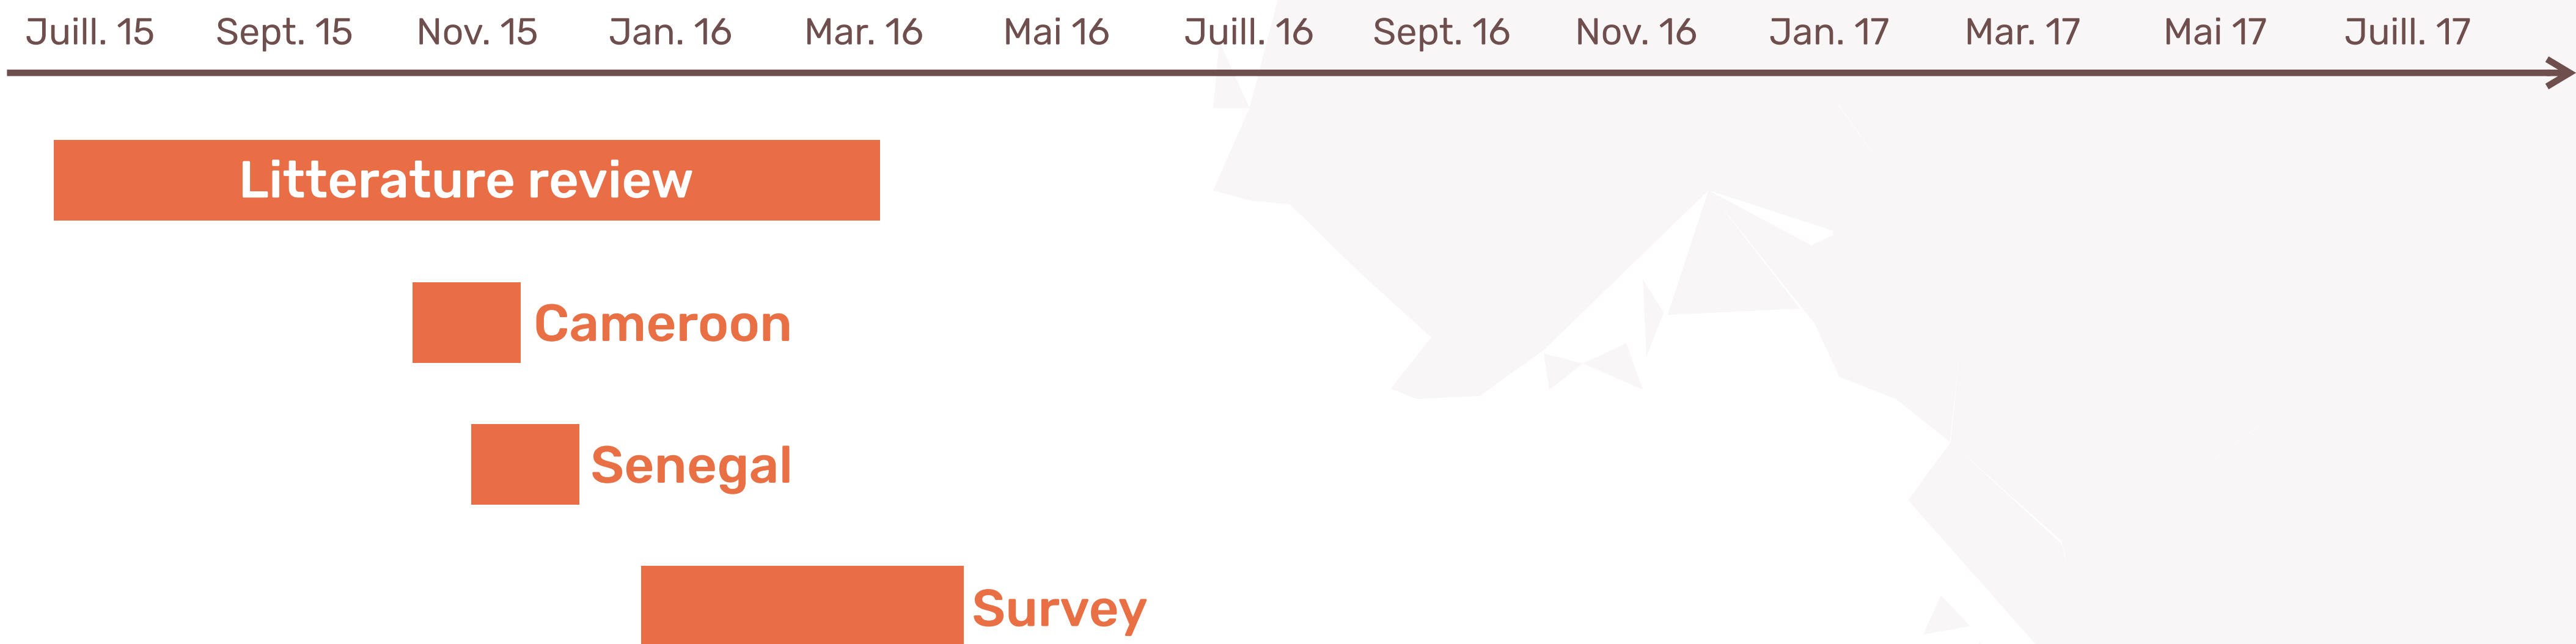 Juill. 15 Sept. 15 Nov. 15 Jan. 16 Mar. 16 Mai 16 Juill. 16 Sept. 16 Nov. 16 Jan. 17 Mar. 17 Mai 17 Juill. 17
Litterature review
Cameroon
Senegal
Survey